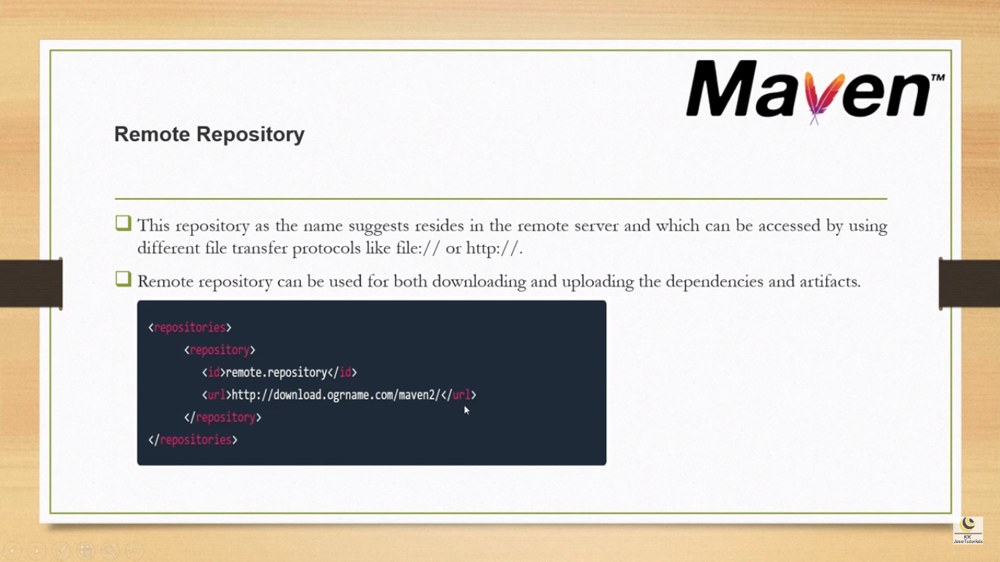 Maven™
Remote Repository
This repository as the name suggests resides in the remote server and which can be accessed by using
different file transfer protocols like file:// or http://.
Remote repository can be used for both downloading and uploading the dependencies and artifacts.
<repositories>
<repository>
<id>remote.repository</id>
<url>http://download.ogrname.com/maven2/</url>
</repository>
</repositories>
KK
JavaTutorials